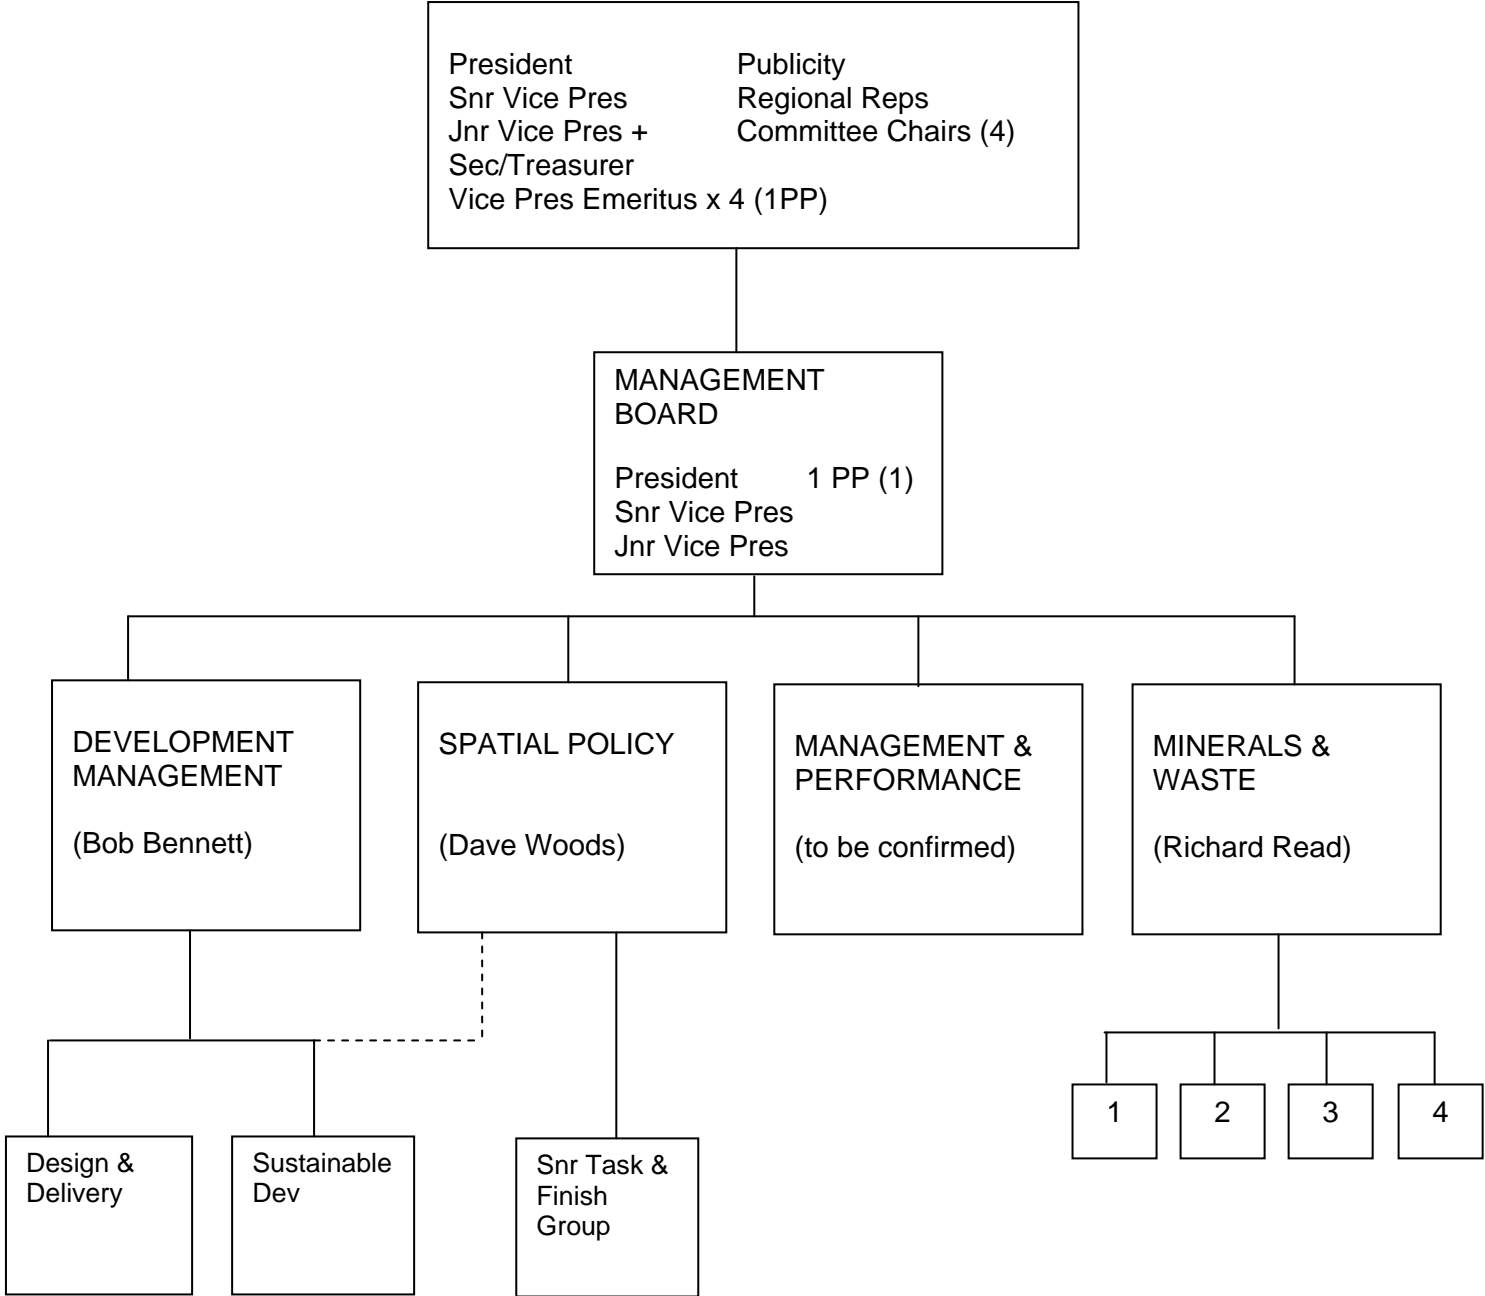 President Publicity
Snr Vice Pres Regional Reps
Jnr Vice Pres + Committee Chairs (4)
Sec/Treasurer
Vice Pres Emeritus x 4 (1PP)
MANAGEMENT
BOARD
President 1 PP (1)
Snr Vice Pres
Jnr Vice Pres
DEVELOPMENT
MANAGEMENT
(Bob Bennett)
SPATIAL POLICY
(Dave Woods)
MANAGEMENT &
PERFORMANCE
(to be confirmed)
MINERALS &
WASTE
(Richard Read)
Design &
Delivery
Sustainable
Dev
Snr Task &
Finish
Group
1
2
3
4